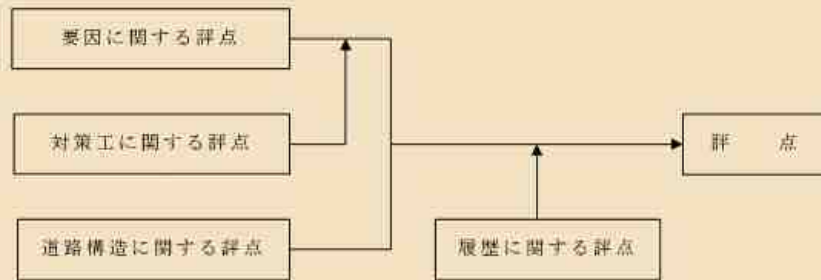 要因に関する評点
対策工に関する評点
評　点
道路構造に関する評点
履歴に関する評点